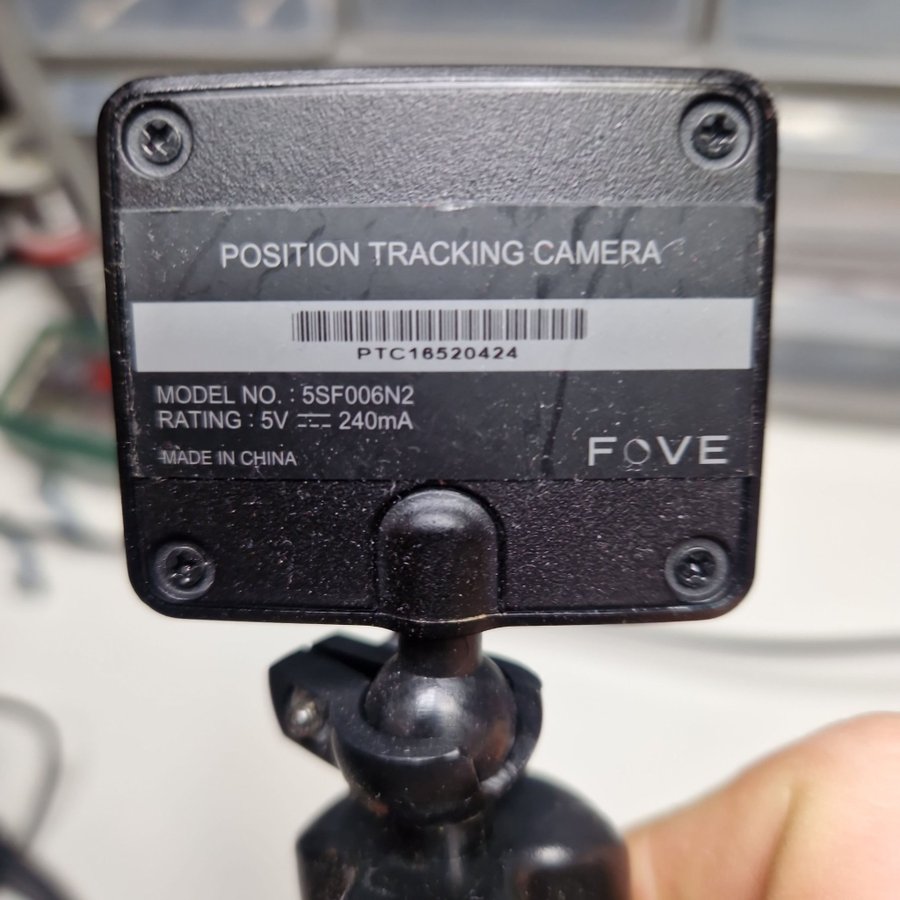 POSITION TRACKING CAMERA
PTC16520424
MODEL NO. : 5SF006N2
RATING : 5V ⎓ 240mA
MADE IN CHINA
FOVE